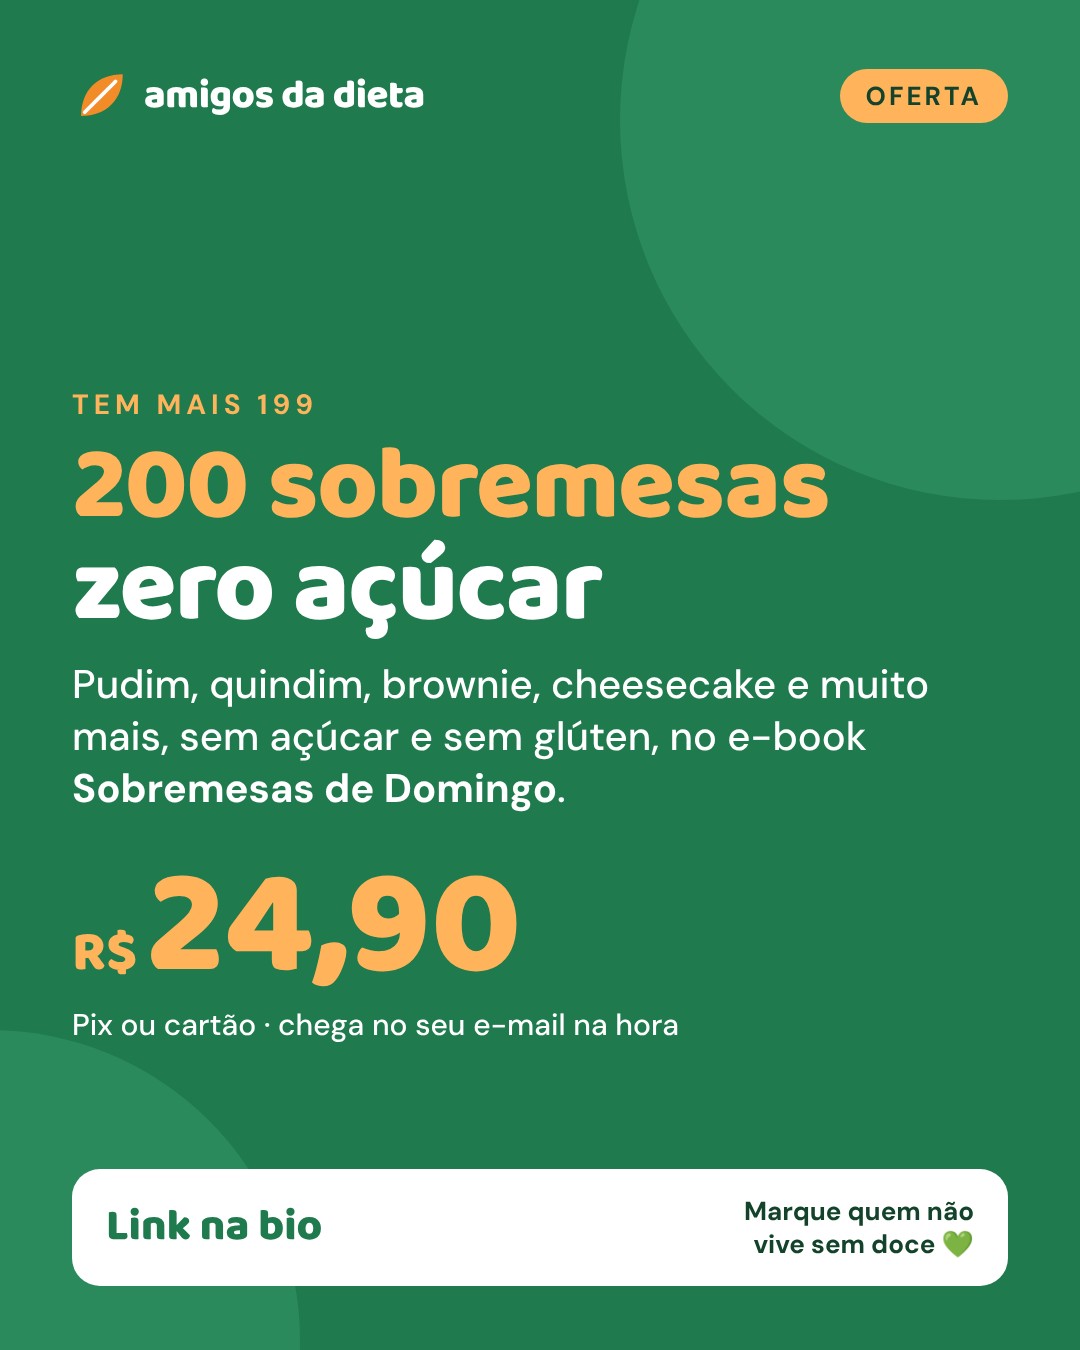 amigos da dieta
OFERTA
TEM MAIS 199
200 sobremesas
zero açúcar
Pudim, quindim, brownie, cheesecake e muito
mais, sem açúcar e sem glúten, no e-book
Sobremesas de Domingo.
R$ 24,90
Pix ou cartão · chega no seu e-mail na hora
Link na bio
Marque quem não
vive sem doce 💚